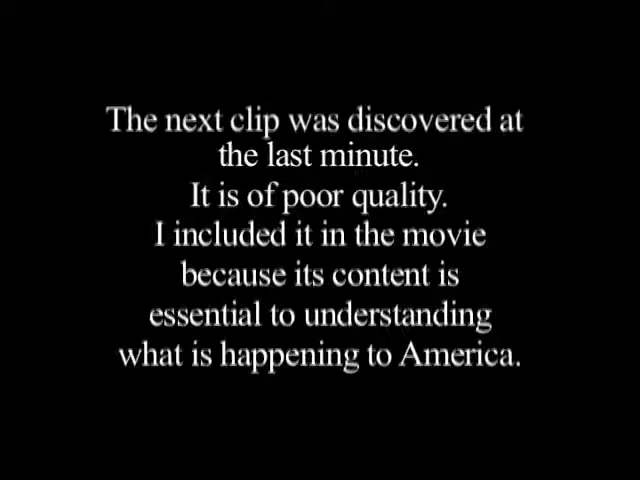 The next clip was discovered at
the last minute.
It is of poor quality.
I included it in the movie
because its content is
essential to understanding
what is happening to America.